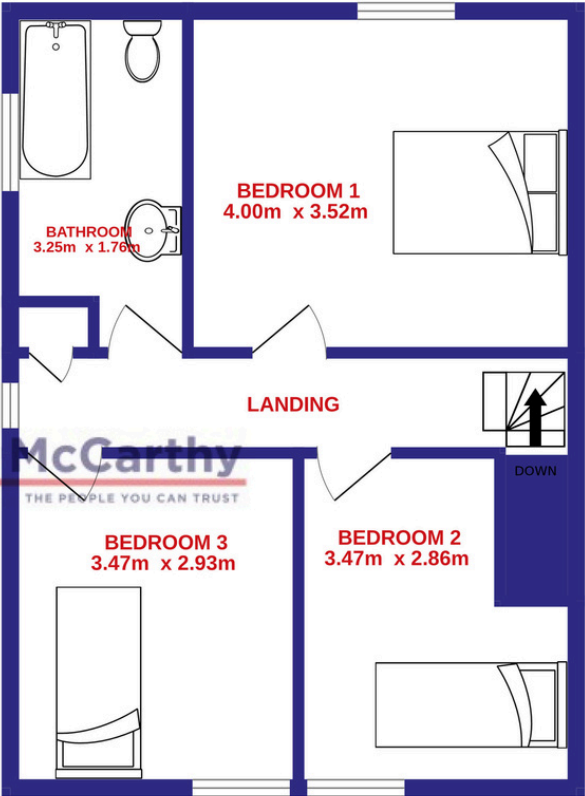 BEDROOM 1
4.00m x 3.52m
BATHROOM
3.25m x 1.76m
LANDING
McCarthy
THE PEOPLE YOU CAN TRUST
DOWN
BEDROOM 3
3.47m x 2.93m
BEDROOM 2
3.47m x 2.86m